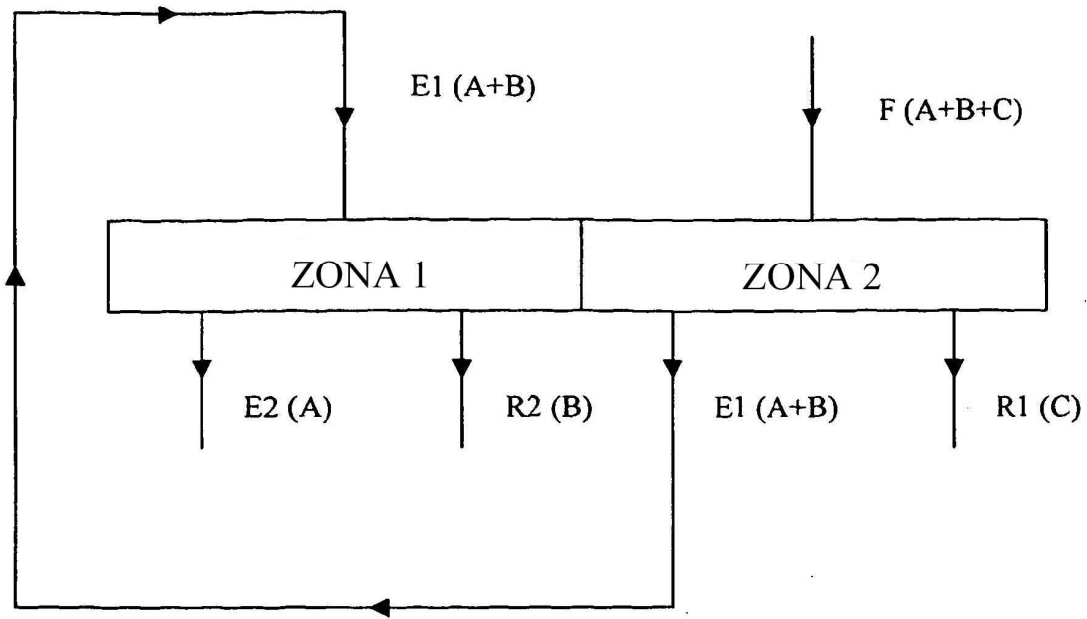 E1 (A+B)
F (A+B+C)
ZONA 1
ZONA 2
E2 (A)
R2 (B)
E1 (A+B)
R1 (C)